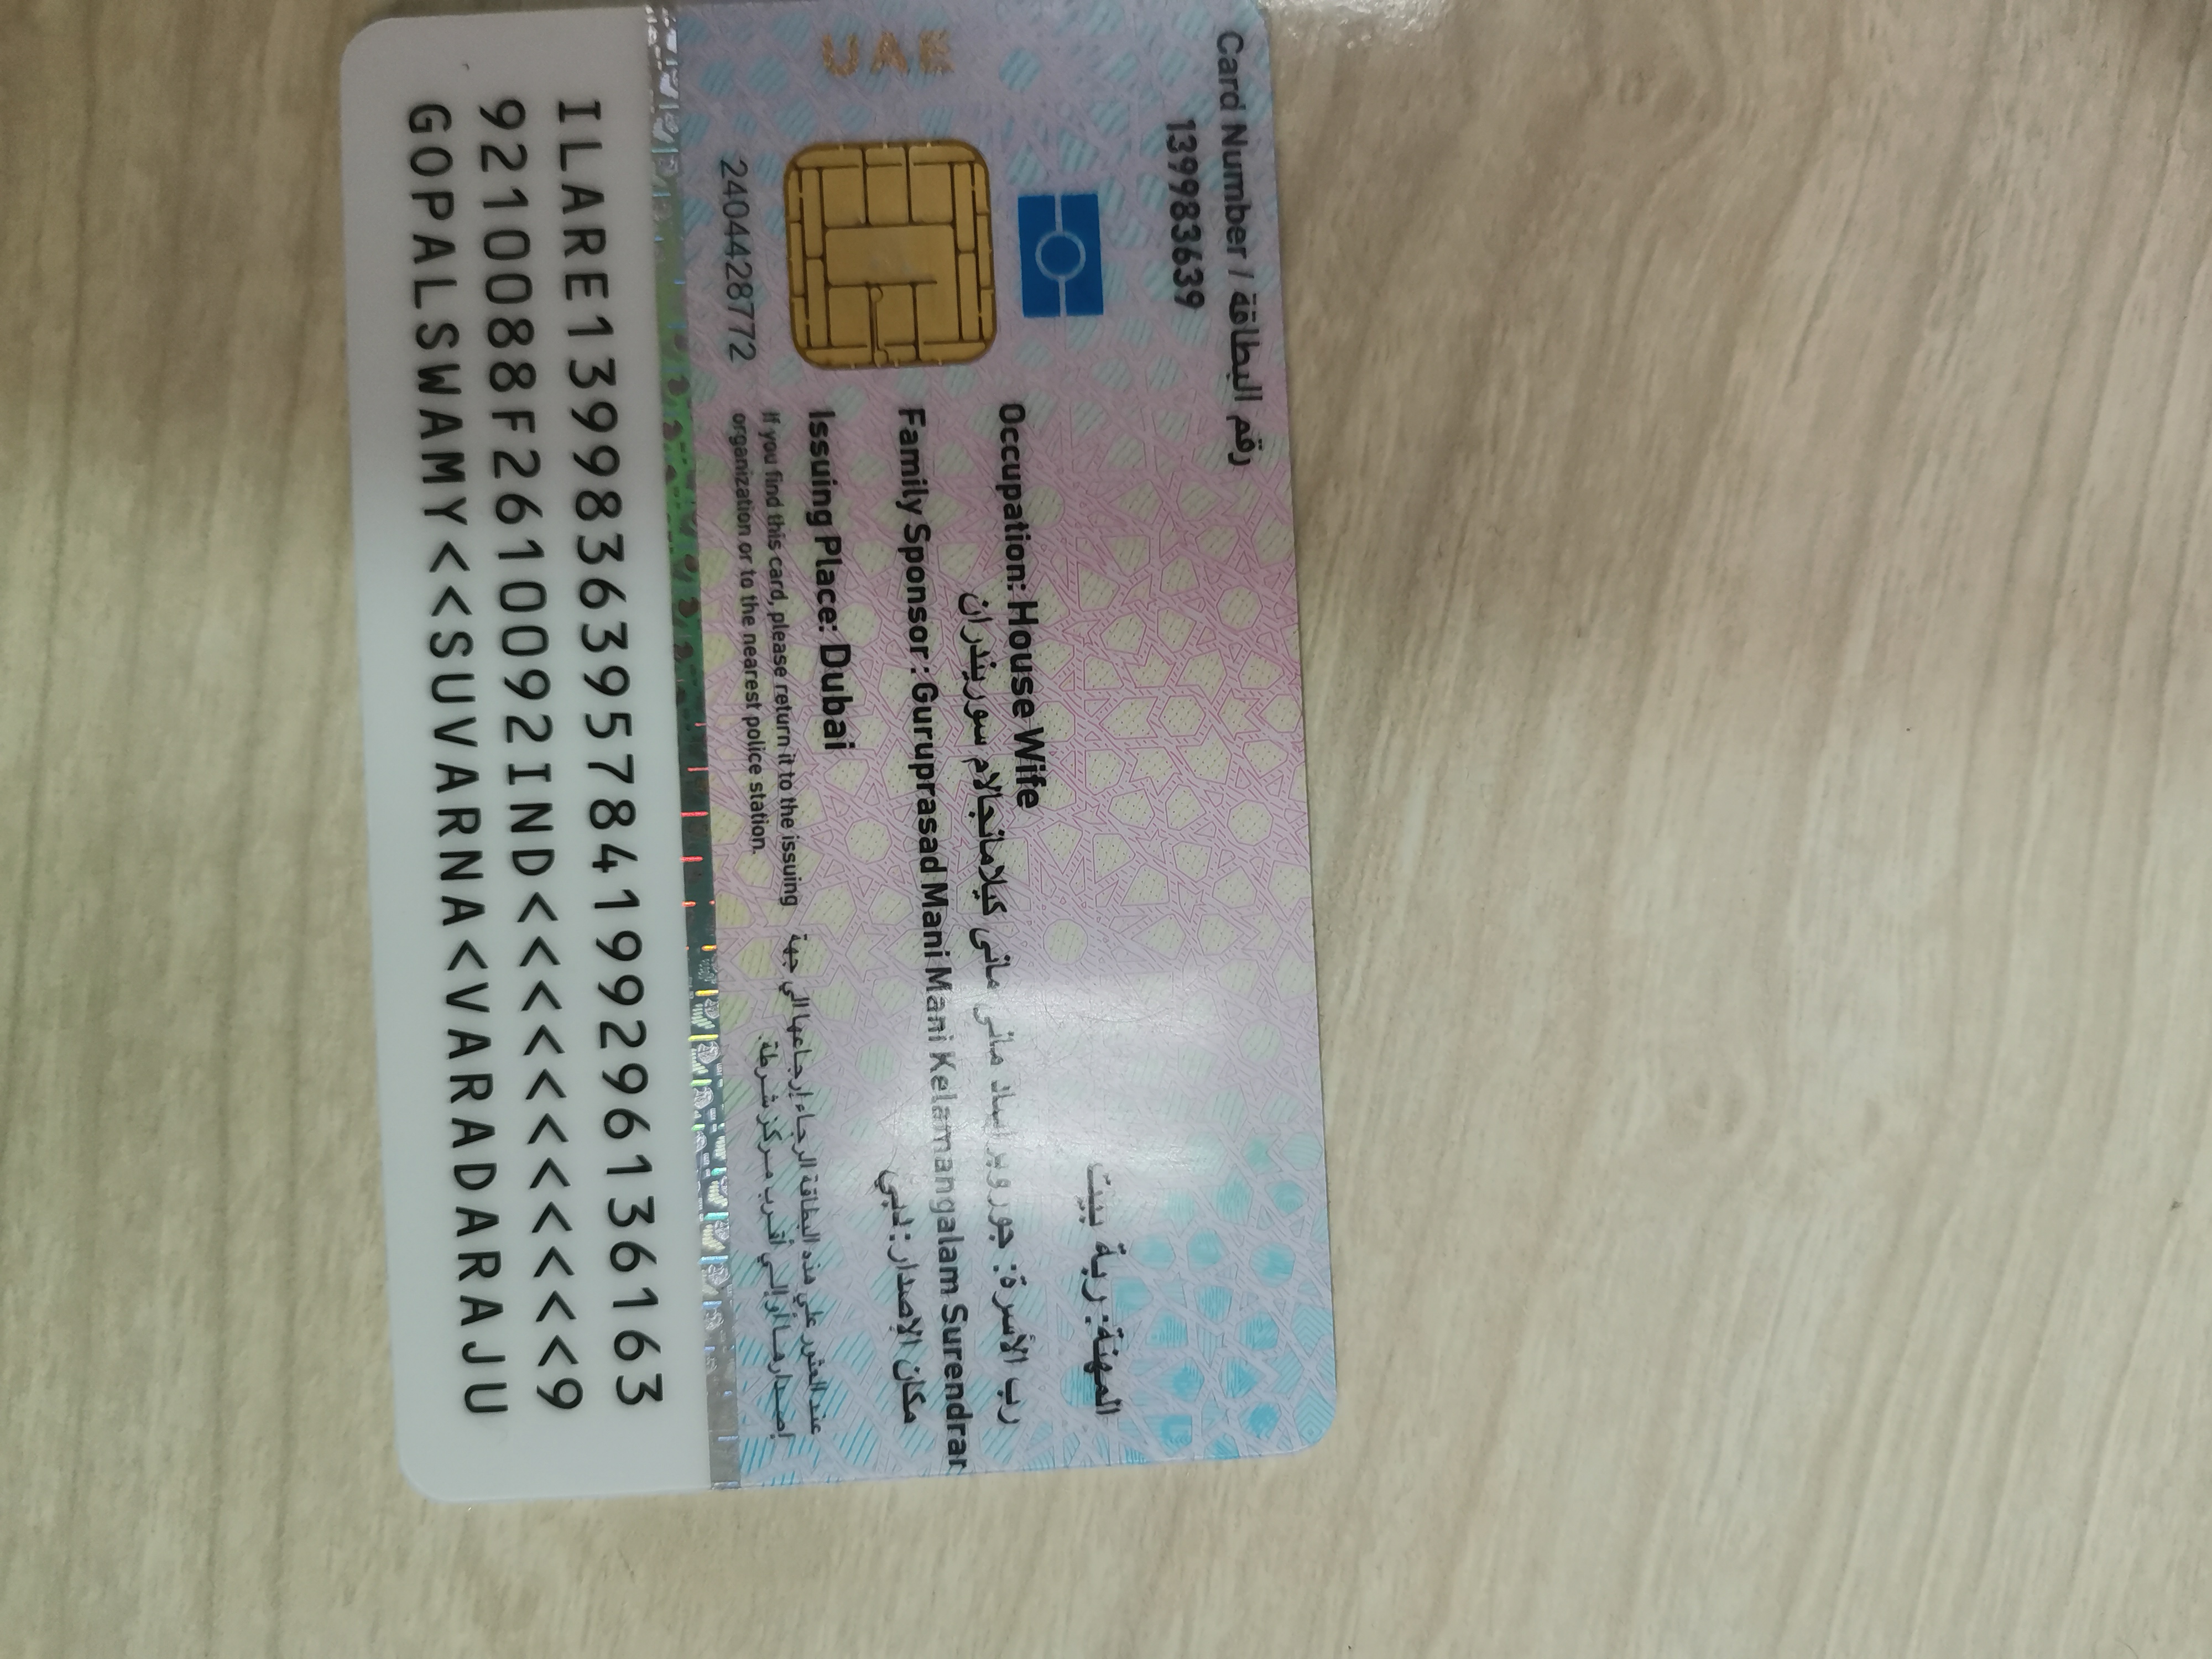 Card Number / رقم البطاقة
139983639
UAE
2404428772
المهنة: ربة بيت
Occupation: House Wife
رب الأسرة: جوروبراساد مانى مانى كيلامانجالام سوريندران
Family Sponsor : Guruprasad Mani Mani Kelamangalam Surendran
مكان الإصدار: دبي
Issuing Place: Dubai
If you find this card, please return it to the issuing
organization or to the nearest police station.
عند العثور على هذه البطاقة الرجاء إرجاعها الي جهة
إصدارها أو إلى أقرب مركز شرطة.
ILARE1399836395784199296136163
9210088F2610092IND<<<<<<<<<<<9
GOPALSWAMY<<SUVARNA<VARADARAJU